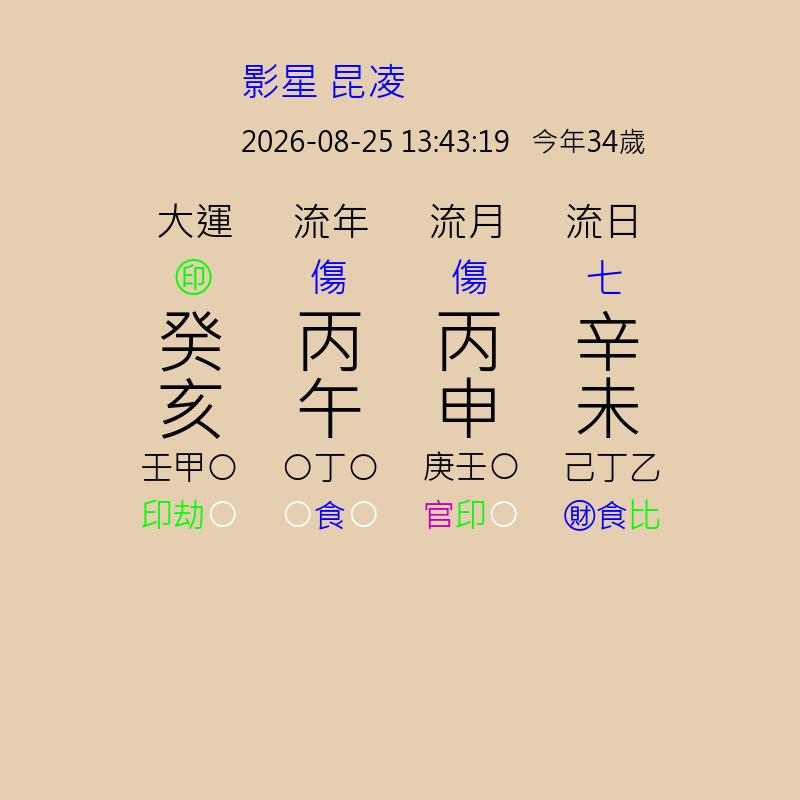 影星 昆凌
2026-08-25 13:43:19 今年34歲
大運 流年 流月 流日
㊞ 傷 傷 七
癸 丙 丙 辛
亥 午 申 未
壬甲〇 〇丁〇 庚壬〇 己丁乙
印劫〇 〇食〇 官印〇 ㊖食比